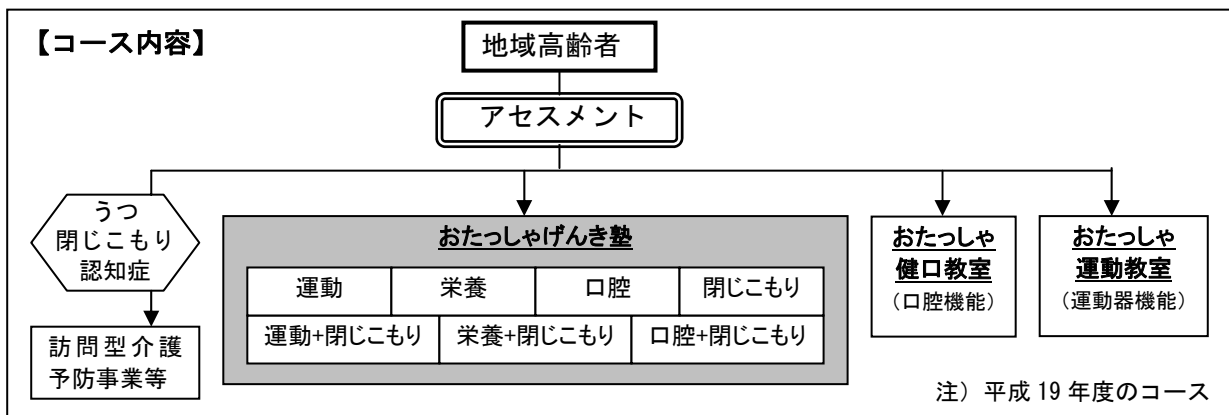 【コース内容】
地域高齢者
アセスメント
うつ
閉じこもり
認知症
訪問型介護
予防事業等
おたっしゃげんき塾
運動 栄養 口腔 閉じこもり
運動+閉じこもり 栄養+閉じこもり 口腔+閉じこもり
おたっしゃ
健口教室
（口腔機能）
おたっしゃ
運動教室
（運動器機能）
注）平成 19 年度のコース